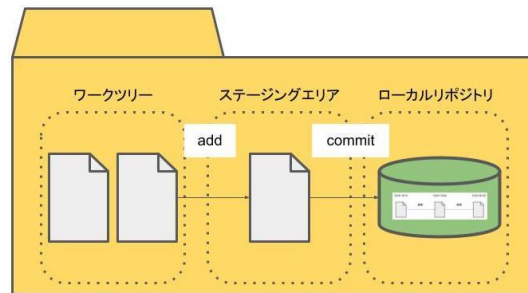 ワークツリー
ステージングエリア
ローカルリポジトリ
add
commit